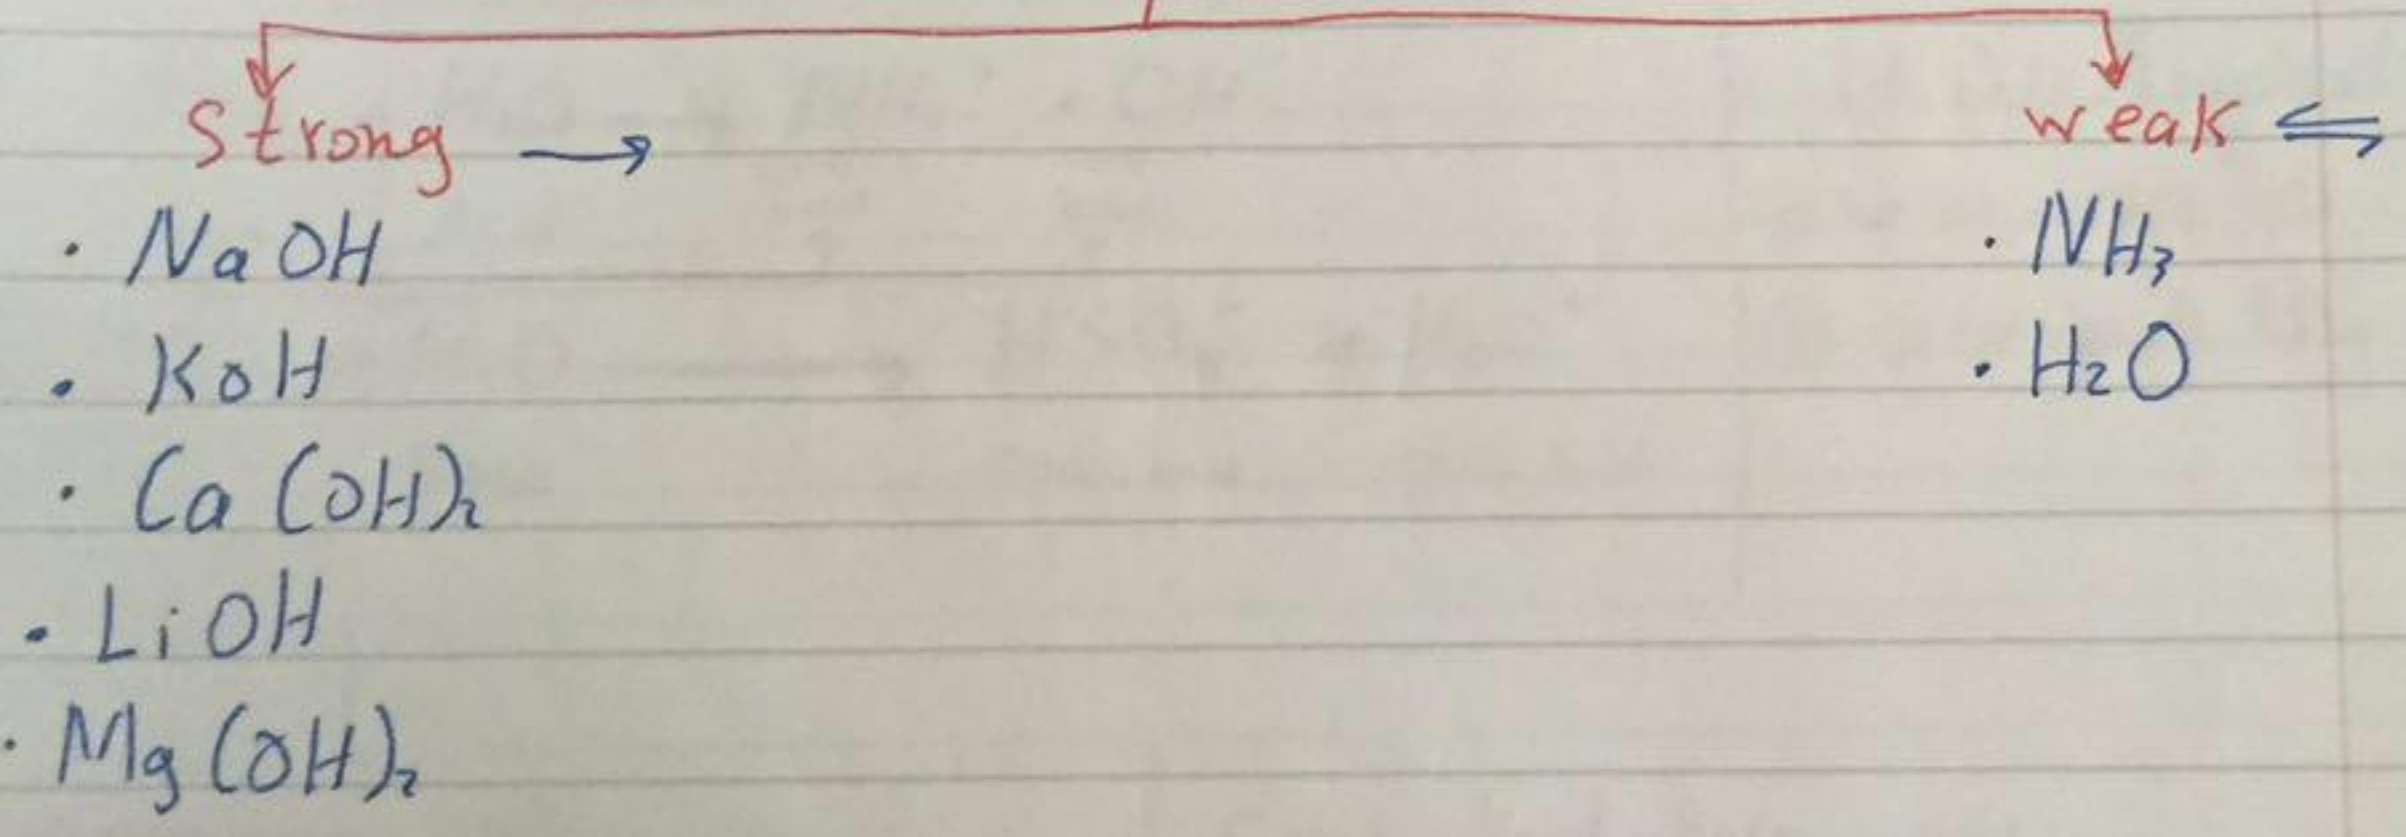 Strong → weak ⇌
· NaOH · NH₃
· KOH · H₂O
· Ca(OH)₂
· LiOH
· Mg(OH)₂